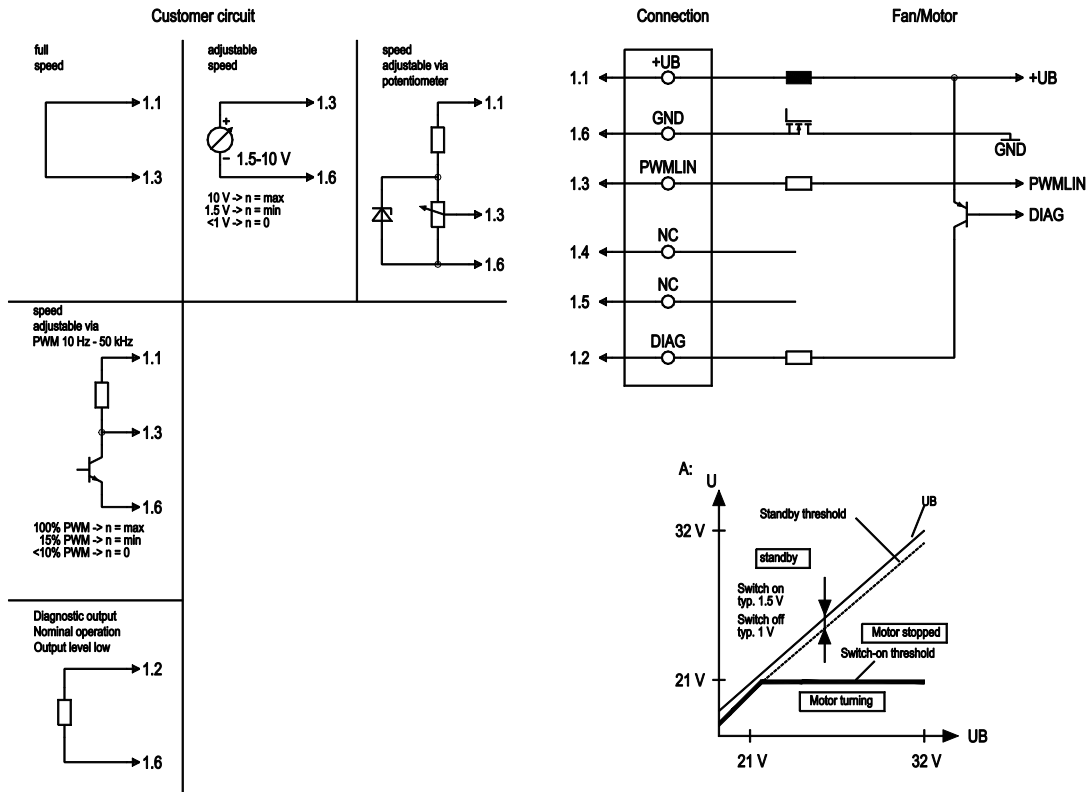 Customer circuit
full
speed
1.1
1.3
adjustable
speed
1.3
+
–
1.5-10 V
1.6
10 V -> n = max
1.5 V -> n = min
<1 V -> n = 0
speed
adjustable via
potentiometer
1.1
1.3
1.6
speed
adjustable via
PWM 10 Hz - 50 kHz
1.1
1.3
1.6
100% PWM -> n = max
15% PWM -> n = min
<10% PWM -> n = 0
Diagnostic output
Nominal operation
Output level low
1.2
1.6
Connection
Fan/Motor
1.1
+UB
+UB
1.6
GND
GND
1.3
PWMLIN
PWMLIN
DIAG
1.4
NC
1.5
NC
1.2
DIAG
A:
U
UB
Standby threshold
32 V
standby
Switch on
typ. 1.5 V
Switch off
typ. 1 V
Motor stopped
Switch-on threshold
21 V
Motor turning
UB
21 V
32 V